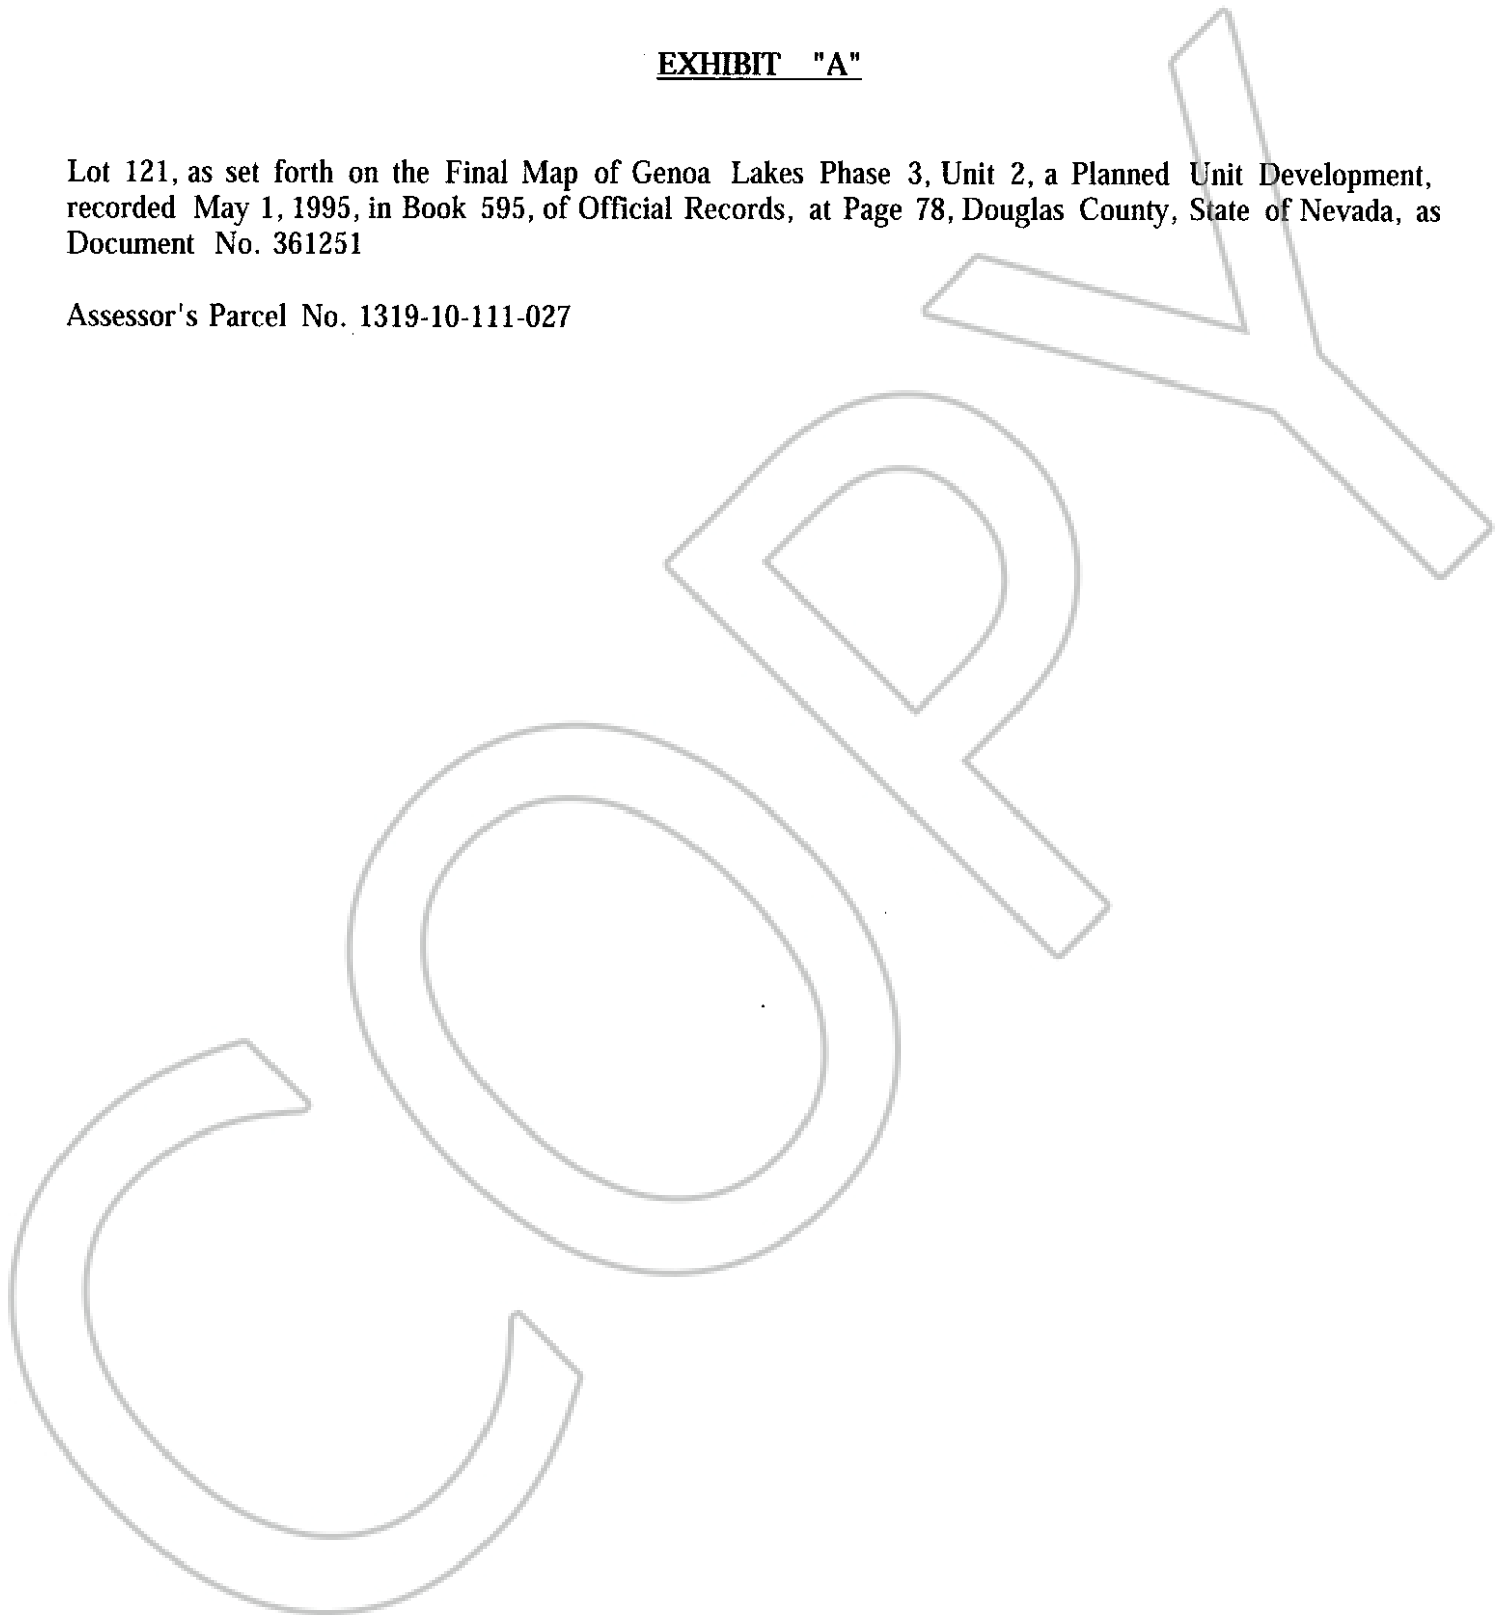 EXHIBIT "A"
Lot 121, as set forth on the Final Map of Genoa Lakes Phase 3, Unit 2, a Planned Unit Development,
recorded May 1, 1995, in Book 595, of Official Records, at Page 78, Douglas County, State of Nevada, as
Document No. 361251
Assessor's Parcel No. 1319-10-111-027
COPY